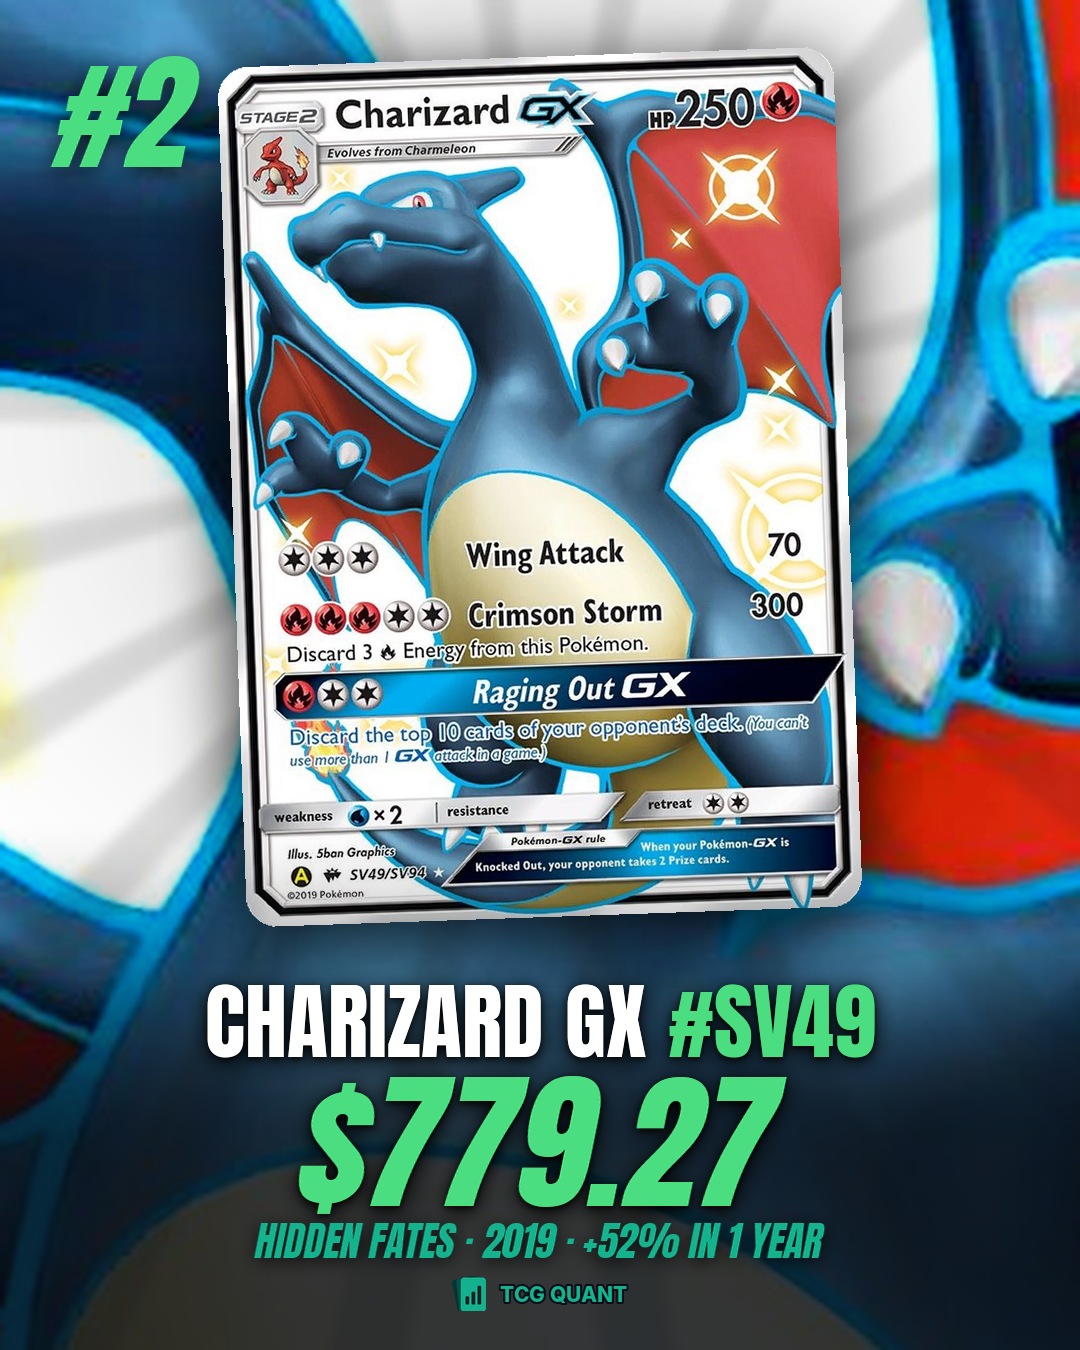 #2
STAGE 2
Charizard GX
HP 250
Evolves from Charmeleon
Wing Attack 70
Crimson Storm 300
Discard 3 Energy from this Pokémon.
Raging Out GX
Discard the top 10 cards of your opponent's deck. (You can't
use more than 1 GX attack in a game.)
weakness ×2 resistance retreat
Pokémon-GX rule
When your Pokémon-GX is
Knocked Out, your opponent takes 2 Prize cards.
Illus. 5ban Graphics
A SV49/SV94
©2019 Pokémon
CHARIZARD GX #SV49
$779.27
HIDDEN FATES · 2019 · +52% IN 1 YEAR
TCG QUANT